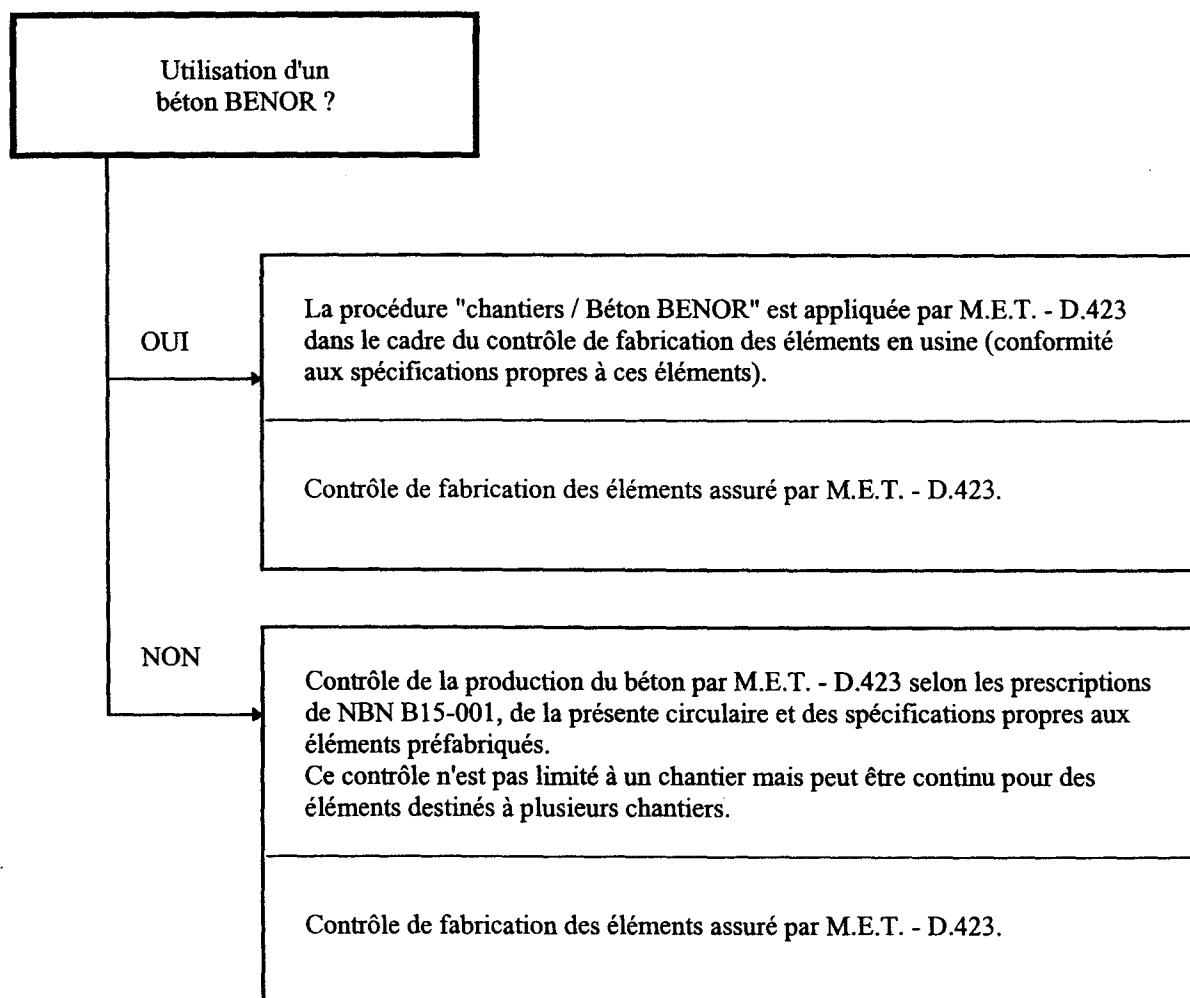 Utilisation d'un
béton BENOR ?
OUI
La procédure "chantiers / Béton BENOR" est appliquée par M.E.T. - D.423
dans le cadre du contrôle de fabrication des éléments en usine (conformité
aux spécifications propres à ces éléments).
Contrôle de fabrication des éléments assuré par M.E.T. - D.423.
NON
Contrôle de la production du béton par M.E.T. - D.423 selon les prescriptions
de NBN B15-001, de la présente circulaire et des spécifications propres aux
éléments préfabriqués.
Ce contrôle n'est pas limité à un chantier mais peut être continu pour des
éléments destinés à plusieurs chantiers.
Contrôle de fabrication des éléments assuré par M.E.T. - D.423.